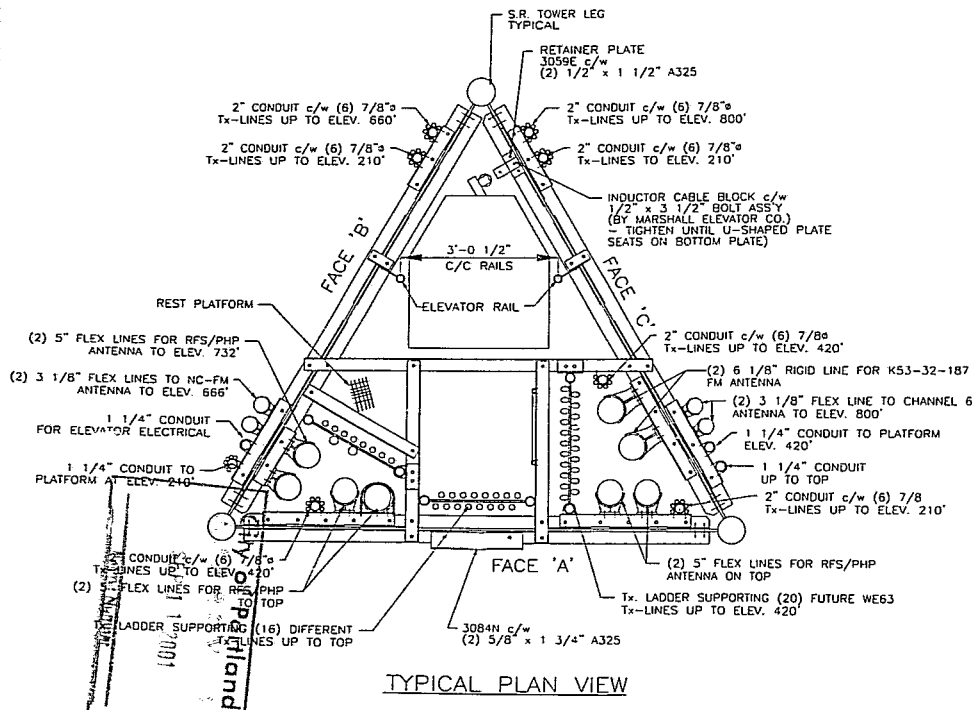 S.R. TOWER LEG
TYPICAL
RETAINER PLATE
3059E c/w
(2) 1/2" x 1 1/2" A325
2" CONDUIT c/w (6) 7/8"ø
Tx-LINES UP TO ELEV. 660'
2" CONDUIT c/w (6) 7/8"ø
Tx-LINES UP TO ELEV. 800'
2" CONDUIT c/w (6) 7/8"ø
Tx-LINES UP TO ELEV. 210'
2" CONDUIT c/w (6) 7/8"ø
Tx-LINES UP TO ELEV. 210'
INDUCTOR CABLE BLOCK c/w
1/2" x 3 1/2" BOLT ASS'Y
(BY MARSHALL ELEVATOR CO.)
- TIGHTEN UNTIL U-SHAPED PLATE
SEATS ON BOTTOM PLATE)
FACE 'B'
3'-0 1/2"
C/C RAILS
FACE 'C'
ELEVATOR RAIL
REST PLATFORM
(2) 5" FLEX LINES FOR RFS/PHP
ANTENNA TO ELEV. 732'
(2) 3 1/8" FLEX LINES TO NC-FM
ANTENNA TO ELEV. 666'
1 1/4" CONDUIT
FOR ELEVATOR ELECTRICAL
1 1/4" CONDUIT TO
PLATFORM AT ELEV. 210'
2" CONDUIT c/w (6) 7/8ø
Tx-LINES UP TO ELEV. 420'
(2) 6 1/8" RIGID LINE FOR K53-32-187
FM ANTENNA
(2) 3 1/8" FLEX LINE TO CHANNEL 6
ANTENNA TO ELEV. 800'
1 1/4" CONDUIT TO PLATFORM
ELEV. 420'
1 1/4" CONDUIT
UP TO TOP
2" CONDUIT c/w (6) 7/8
Tx-LINES UP TO ELEV. 210'
CONDUIT c/w (6) 7/8"ø
Tx-LINES UP TO ELEV. 420'
(2) 5" FLEX LINES FOR RFS/PHP
TO TOP
LADDER SUPPORTING (16) DIFFERENT
Tx-LINES UP TO TOP
FACE 'A'
3084N c/w
(2) 5/8" x 1 3/4" A325
(2) 5" FLEX LINES FOR RFS/PHP
ANTENNA ON TOP
Tx. LADDER SUPPORTING (20) FUTURE WE63
Tx-LINES UP TO ELEV. 420'
City of Portland
2001
TYPICAL PLAN VIEW